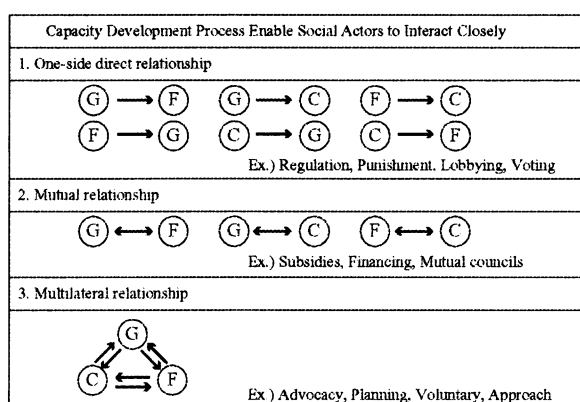 Capacity Development Process Enable Social Actors to Interact Closely
1. One-side direct relationship
G F G C F C
F G C G C F
Ex.) Regulation, Punishment. Lobbying, Voting
2. Mutual relationship
G F G C F C
Ex.) Subsidies, Financing, Mutual councils
3. Multilateral relationship
G
C F
Ex.) Advocacy, Planning, Voluntary, Approach